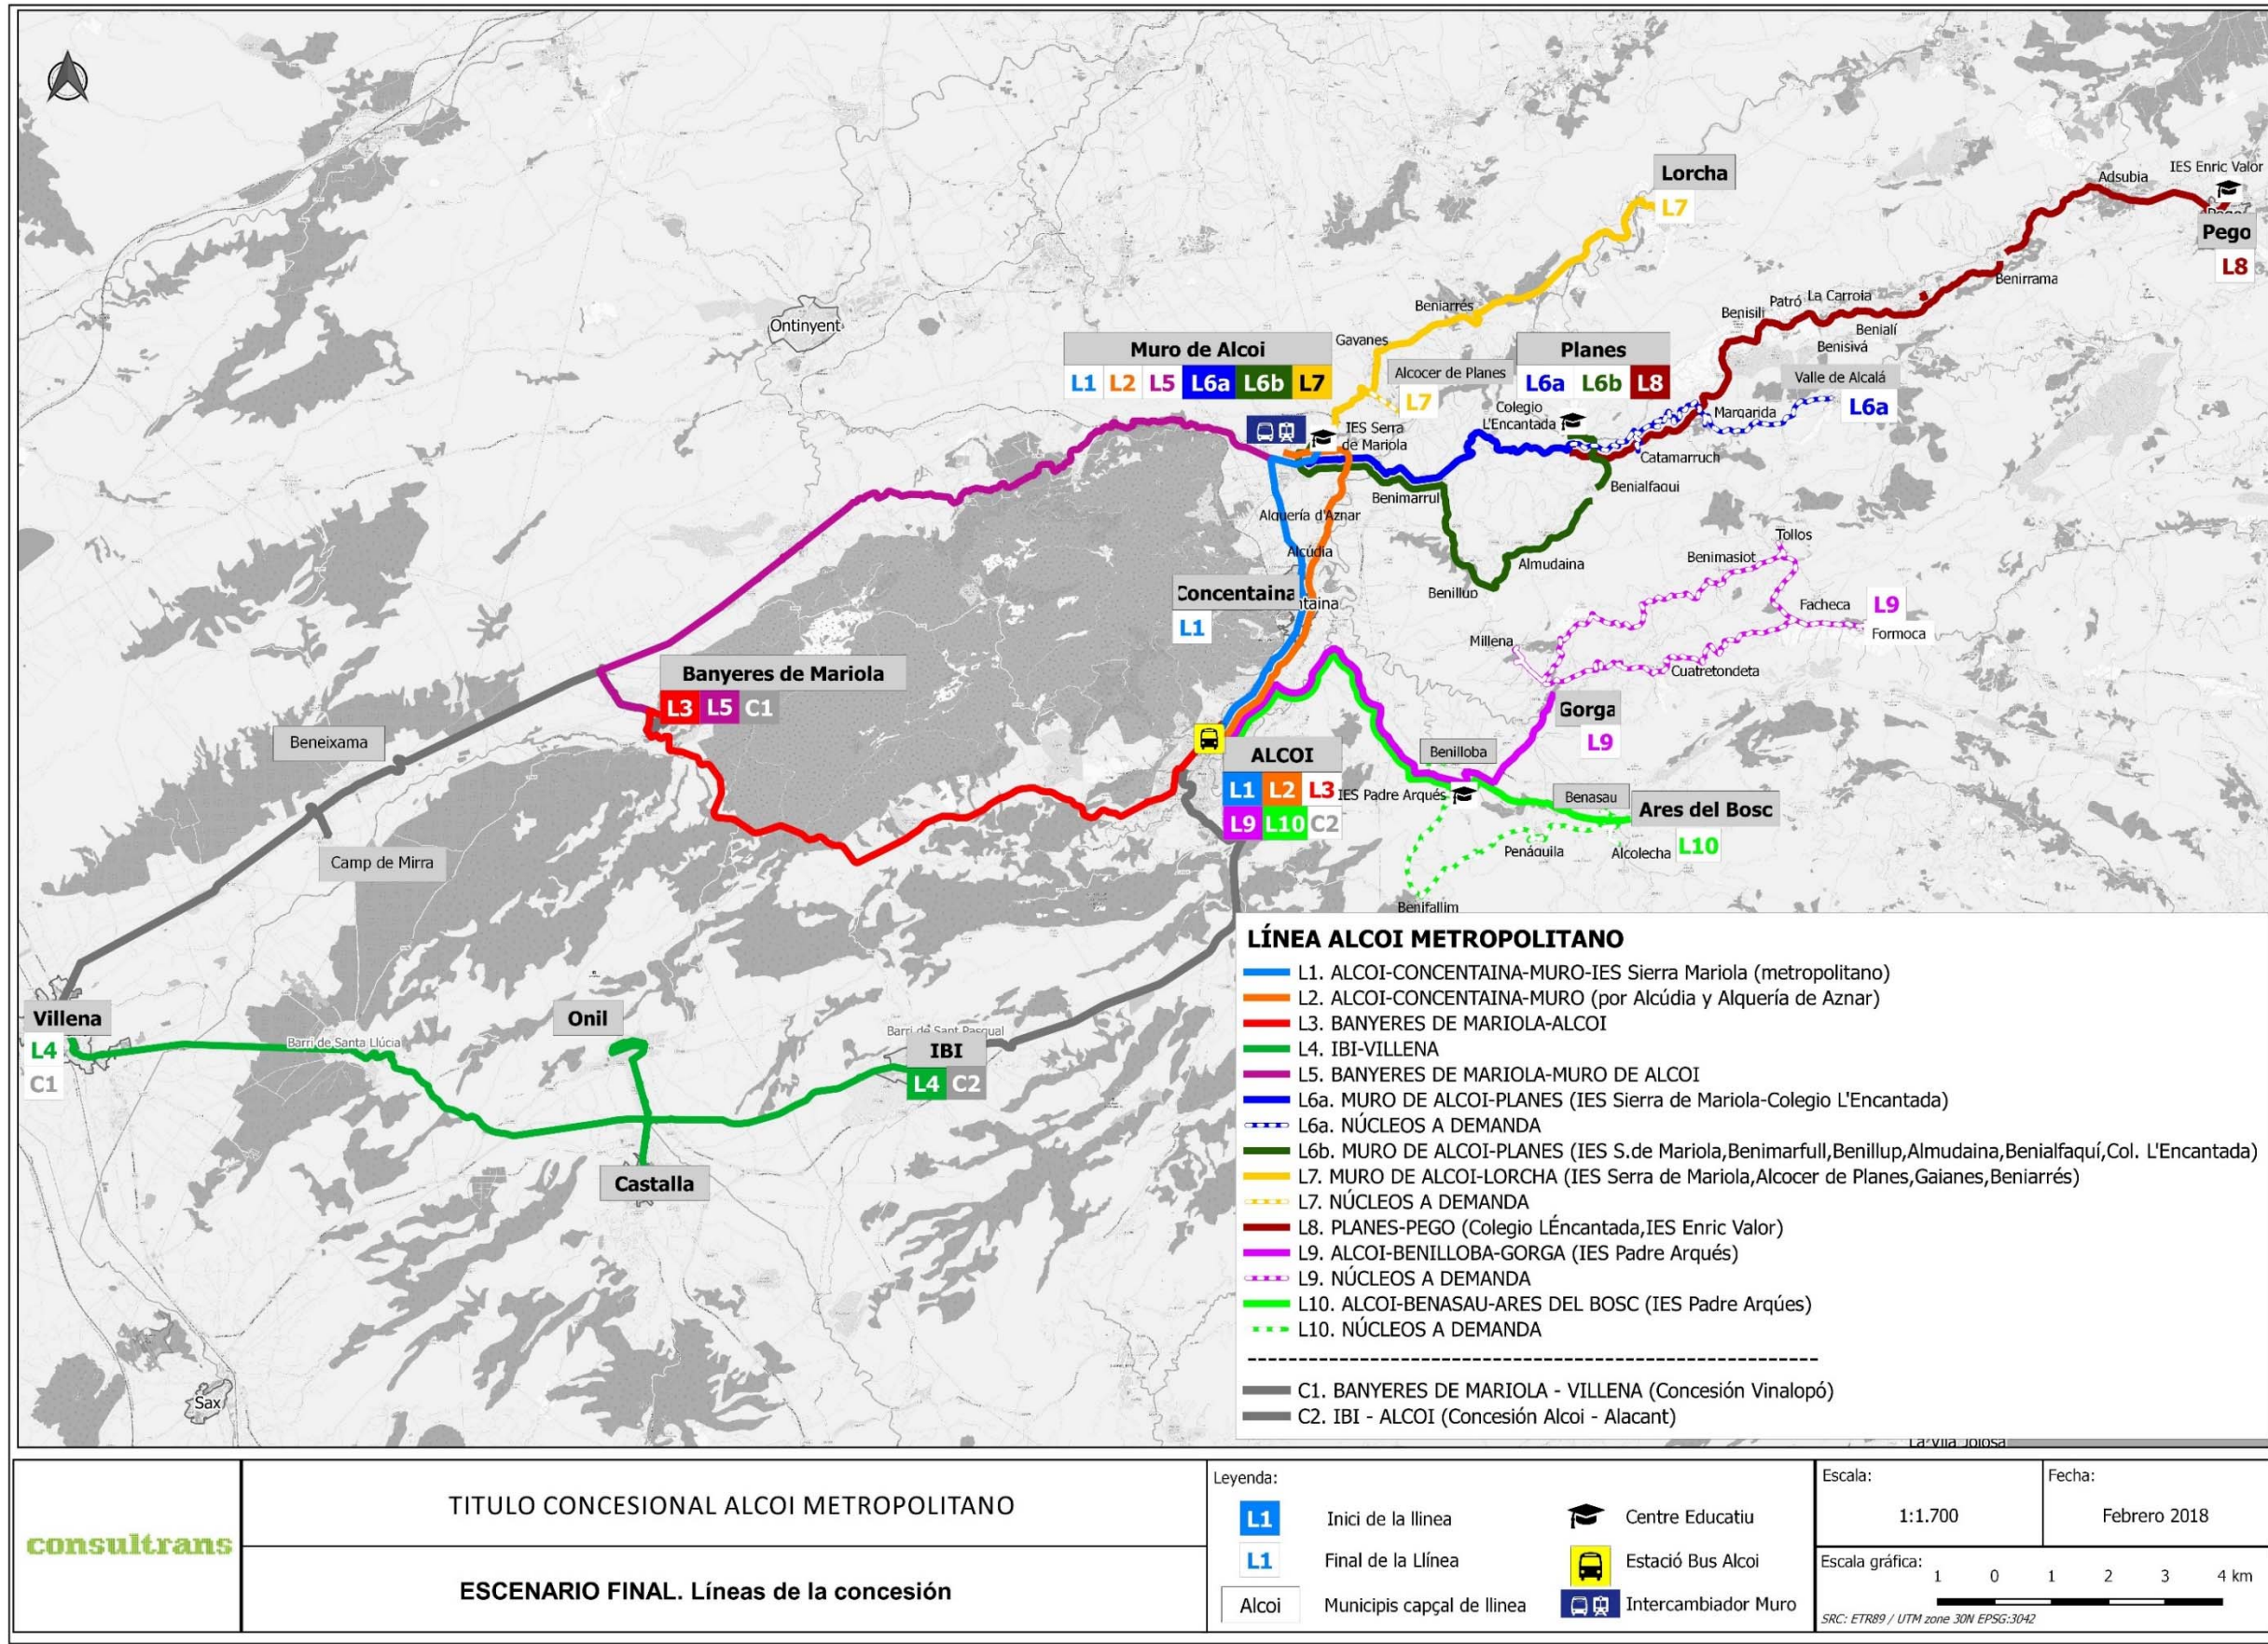 Lorcha
L7
IES Enric Valor
Adsubia
Pego
L8
Benirrama
Ontinyent
Beniarrés
Gavanes
Patró
La Carroia
Benisili
Benialí
Benisivá
Muro de Alcoi
L1 L2 L5 L6a L6b L7
Alcocer de Planes
L7
Planes
L6a L6b L8
Valle de Alcalá
L6a
Colegio
L'Encantada
Margarida
IES Serra
de Mariola
Catamarruch
Benialfaqui
Benimarrul
Alquería d'Aznar
Tollos
Benimasiot
Alcúdia
Almudaina
Benillup
Concentaina
ntaina
L1
Facheca
L9
Formoca
Millena
Cuatretondeta
Banyeres de Mariola
L3 L5 C1
Gorga
L9
Beneixama
Benilloba
ALCOI
L1 L2 L3
L9 L10 C2
IES Padre Arqués
Benasau
Ares del Bosc
L10
Penáguila
Alcolecha
Camp de Mirra
Benifallim
Villena
L4
C1
Onil
Barri de Santa Llúcia
Barri de Sant Pasqual
IBI
L4 C2
Castalla
Sax
LÍNEA ALCOI METROPOLITANO
L1. ALCOI-CONCENTAINA-MURO-IES Sierra Mariola (metropolitano)
L2. ALCOI-CONCENTAINA-MURO (por Alcúdia y Alquería de Aznar)
L3. BANYERES DE MARIOLA-ALCOI
L4. IBI-VILLENA
L5. BANYERES DE MARIOLA-MURO DE ALCOI
L6a. MURO DE ALCOI-PLANES (IES Sierra de Mariola-Colegio L'Encantada)
L6a. NÚCLEOS A DEMANDA
L6b. MURO DE ALCOI-PLANES (IES S.de Mariola,Benimarfull,Benillup,Almudaina,Benialfaquí,Col. L'Encantada)
L7. MURO DE ALCOI-LORCHA (IES Serra de Mariola,Alcocer de Planes,Gaianes,Beniarrés)
L7. NÚCLEOS A DEMANDA
L8. PLANES-PEGO (Colegio LÉncantada,IES Enric Valor)
L9. ALCOI-BENILLOBA-GORGA (IES Padre Arqués)
L9. NÚCLEOS A DEMANDA
L10. ALCOI-BENASAU-ARES DEL BOSC (IES Padre Arqúes)
L10. NÚCLEOS A DEMANDA
C1. BANYERES DE MARIOLA - VILLENA (Concesión Vinalopó)
C2. IBI - ALCOI (Concesión Alcoi - Alacant)
La Vila Joiosa
consultrans
TITULO CONCESIONAL ALCOI METROPOLITANO
ESCENARIO FINAL. Líneas de la concesión
Leyenda:
L1 Inici de la llinea
L1 Final de la Llínea
Alcoi Municipis capçal de llinea
Centre Educatiu
Estació Bus Alcoi
Intercambiador Muro
Escala:
1:1.700
Fecha:
Febrero 2018
Escala gráfica:
1 0 1 2 3 4 km
SRC: ETR89 / UTM zone 30N EPSG:3042